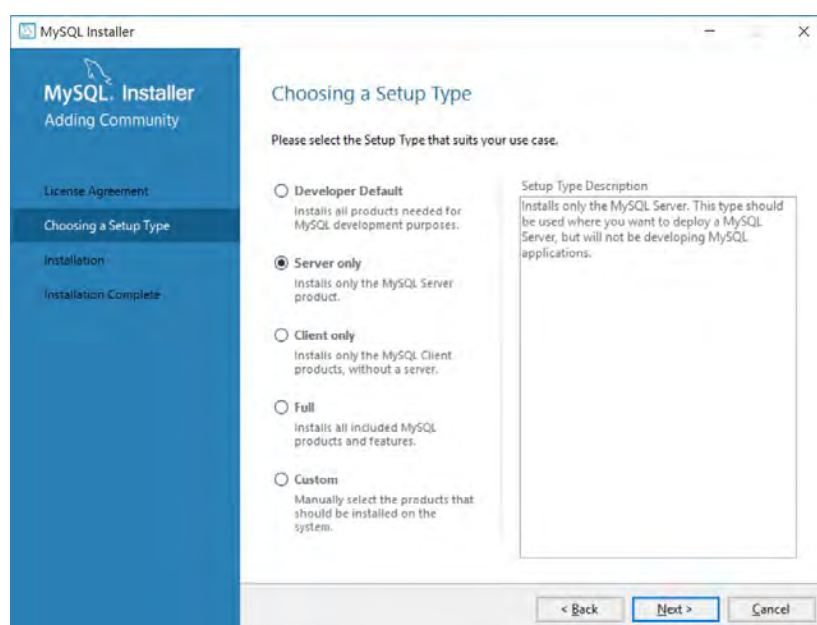 MySQL Installer
MySQL. Installer
Adding Community
License Agreement
Choosing a Setup Type
Installation
Installation Complete
Choosing a Setup Type
Please select the Setup Type that suits your use case.
Developer Default
Installs all products needed for
MySQL development purposes.
Server only
Installs only the MySQL Server
product.
Client only
Installs only the MySQL Client
products, without a server.
Full
Installs all included MySQL
products and features.
Custom
Manually select the products that
should be installed on the
system.
Setup Type Description
Installs only the MySQL Server. This type should
be used where you want to deploy a MySQL
Server, but will not be developing MySQL
applications.
< Back
Next >
Cancel